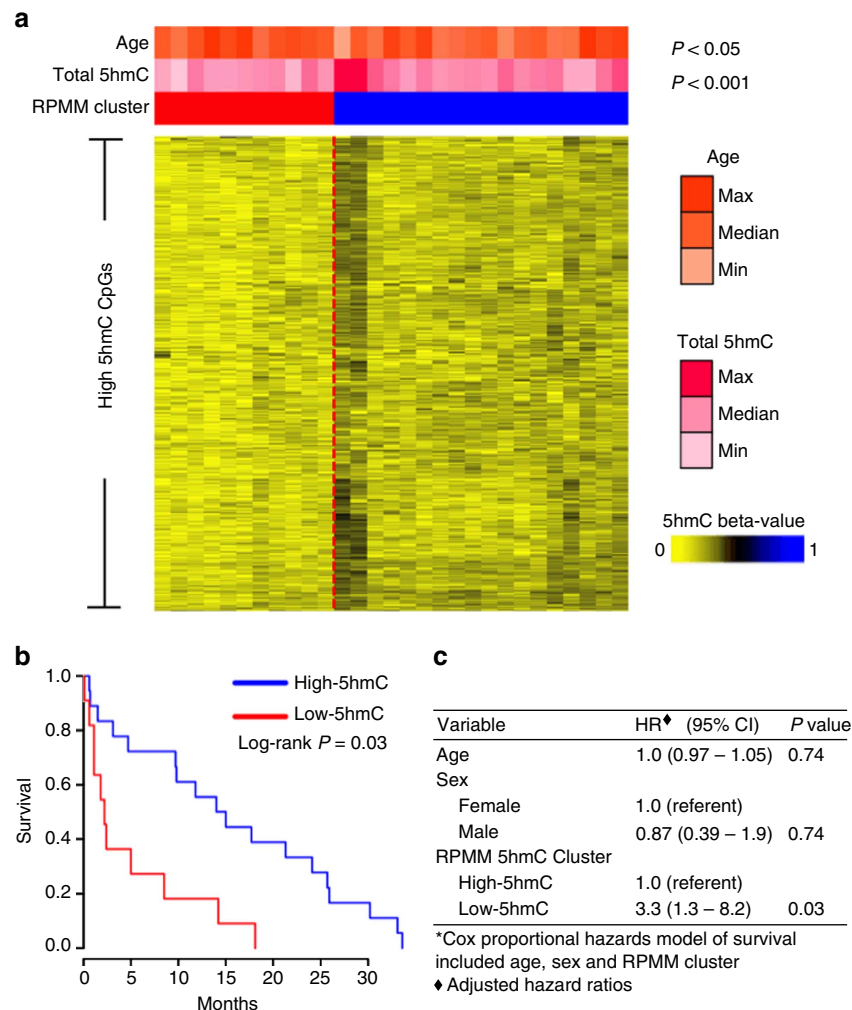 a
Age
P < 0.05
Total 5hmC
P < 0.001
RPMM cluster
High 5hmC CpGs
Age
Max
Median
Min
Total 5hmC
Max
Median
Min
5hmC beta-value
0 1
b
1.0
0.8
0.6
0.4
0.2
0.0
Survival
High-5hmC
Low-5hmC
Log-rank P = 0.03
0 5 10 15 20 25 30
Months
c
Variable HR♦ (95% CI) P value
Age 1.0 (0.97 – 1.05) 0.74
Sex
Female 1.0 (referent)
Male 0.87 (0.39 – 1.9) 0.74
RPMM 5hmC Cluster
High-5hmC 1.0 (referent)
Low-5hmC 3.3 (1.3 – 8.2) 0.03
*Cox proportional hazards model of survival
included age, sex and RPMM cluster
♦ Adjusted hazard ratios